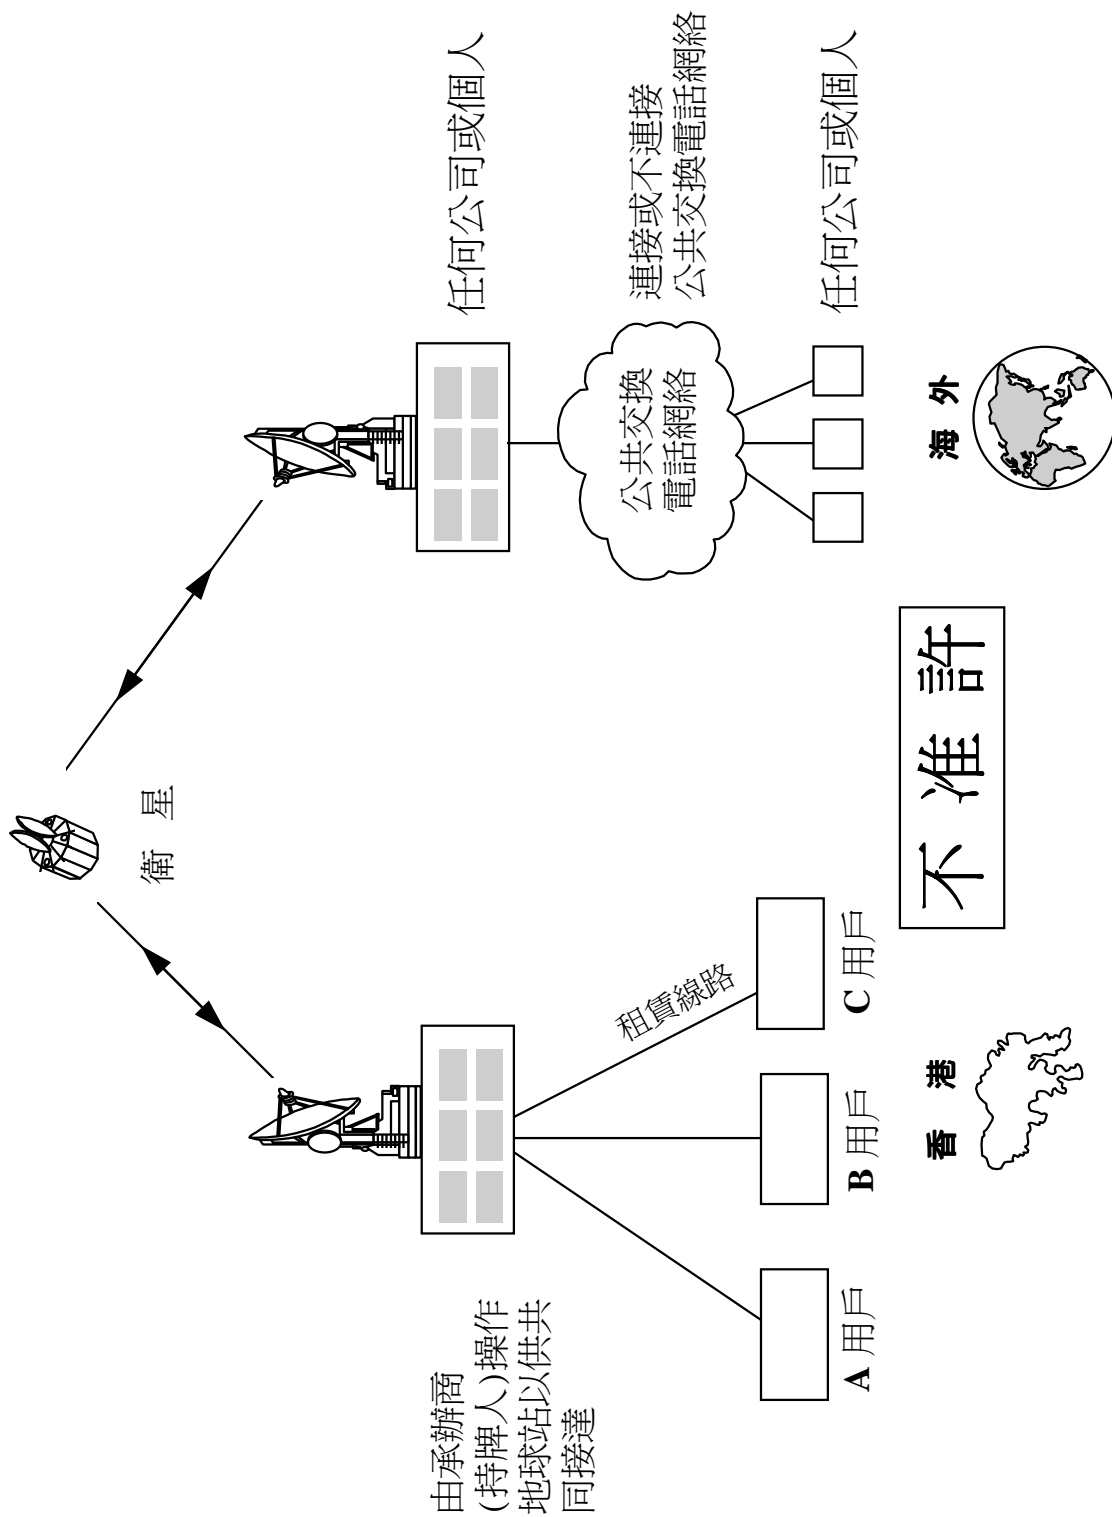 衛 星
由承辦商
(持牌人)操作
地球站以供共
同接達
任何公司或個人
租賃線路
公共交換
電話網絡
連接或不連接
公共交換電話網絡
A 用戶
B 用戶
C 用戶
任何公司或個人
香 港
不 准 許
海 外